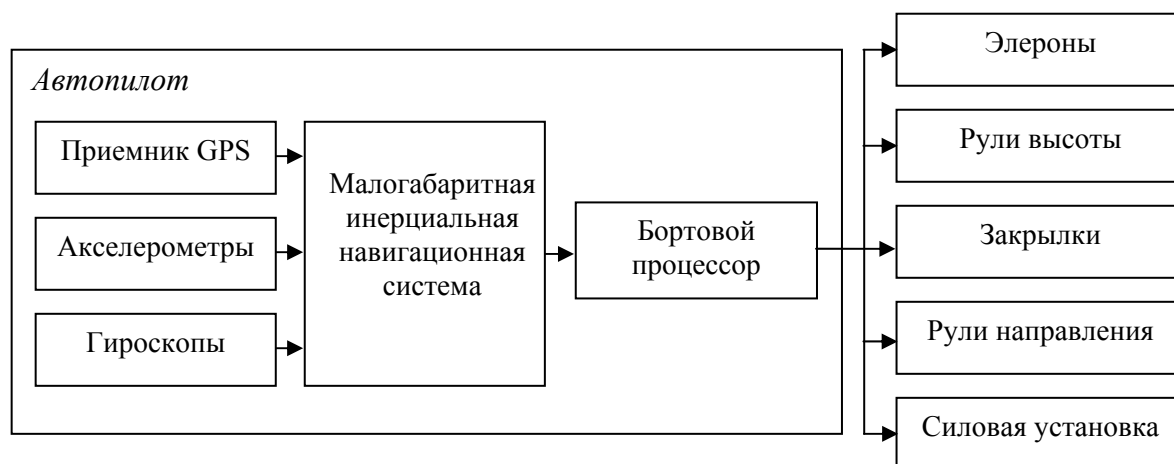 Автопилот
Приемник GPS
Акселерометры
Гироскопы
Малогабаритная
инерциальная
навигационная
система
Бортовой
процессор
Элероны
Рули высоты
Закрылки
Рули направления
Силовая установка